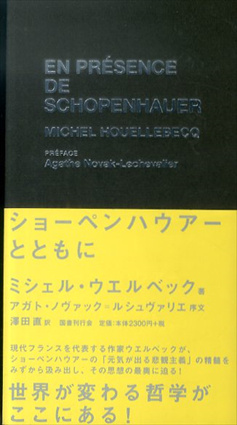 EN PRÉSENCE
DE
SCHOPENHAUER
MICHEL HOUELLEBECQ
PRÉFACE
Agathe Novak-Lechevalier
ショーペンハウアー
とともに
ミシェル・ウエルベック 著
アガト・ノヴァック=ルシュヴァリエ 序文
澤田直 訳 国書刊行会 定価:本体2300円+税
現代フランスを代表する作家ウエルベックが、
ショーペンハウアーの「元気が出る悲観主義」の精髄を
みずから汲み出し、その思想の最奥に迫る!
世界が変わる哲学が
ここにある!